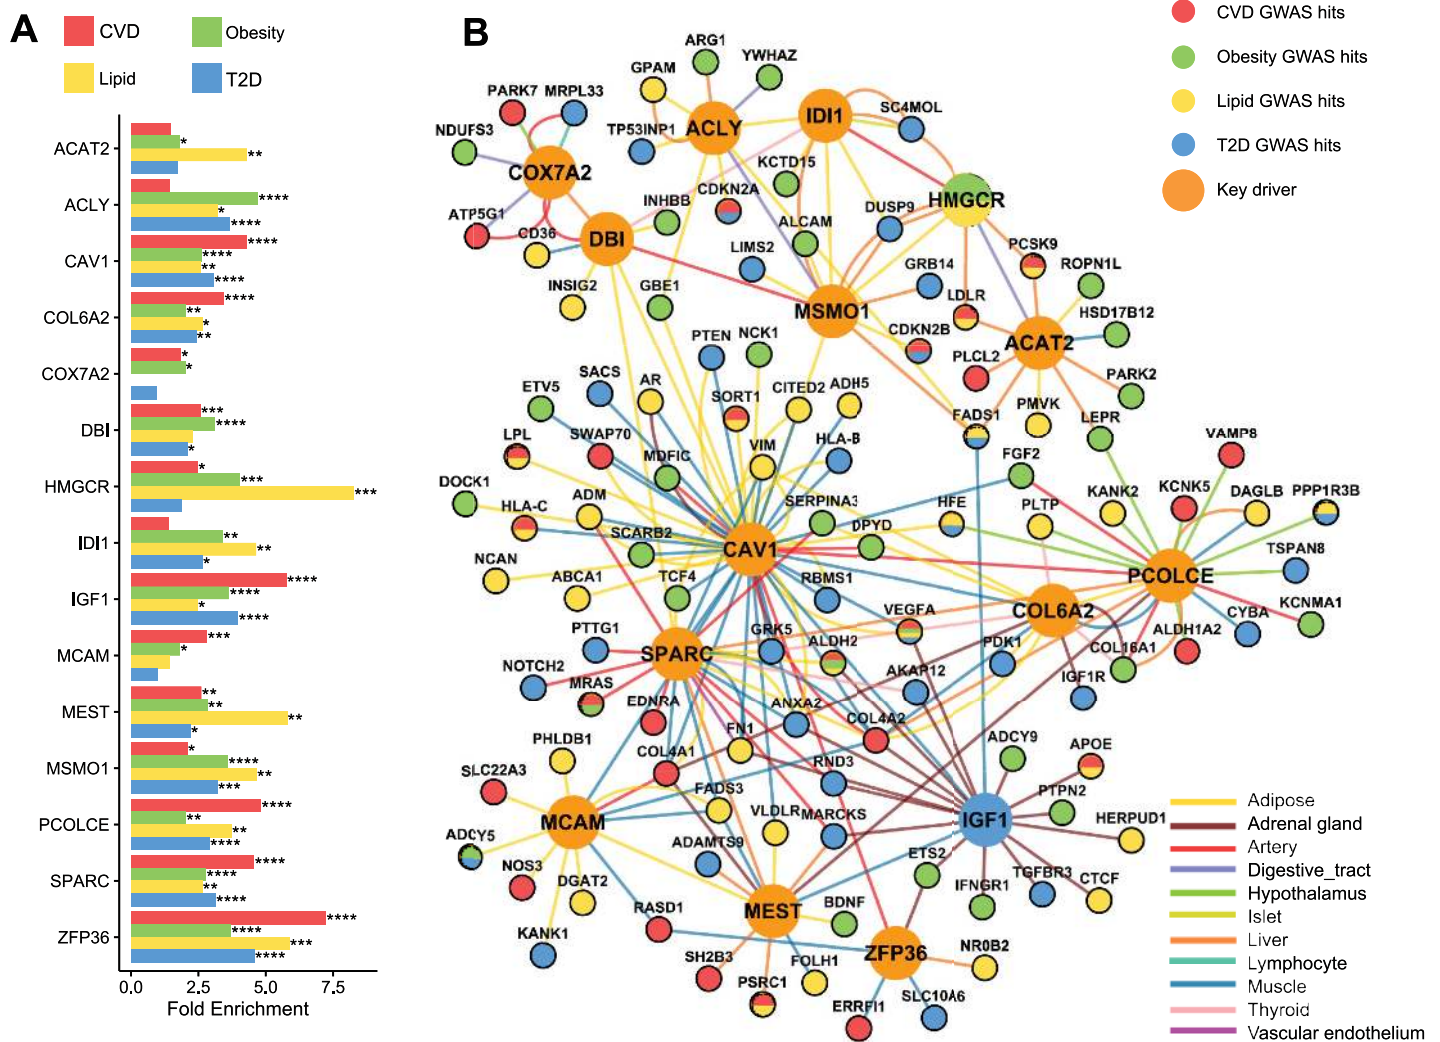 A
CVD
Obesity
Lipid
T2D
ACAT2
*
**
ACLY
****
*
****
CAV1
****
****
**
****
COL6A2
****
**
*
**
COX7A2
*
*
DBI
***
****
*
HMGCR
*
***
***
IDI1
**
**
*
IGF1
****
***
*
****
MCAM
***
*
MEST
**
**
**
*
MSMO1
*
****
**
***
PCOLCE
****
**
**
****
SPARC
****
****
**
****
ZFP36
****
****
***
****
0.0 2.5 5.0 7.5
Fold Enrichment
B
CVD GWAS hits
Obesity GWAS hits
Lipid GWAS hits
T2D GWAS hits
Key driver
ARG1
YWHAZ
GPAM
PARK7
MRPL33
IDI1
SC4MOL
ACLY
NDUFS3
TP53INP1
COX7A2
KCTD15
CDKN2A
HMGCR
INHBB
DUSP9
ATP5G1
ALCAM
CD36
DBI
LIMS2
PCSK9
ROPN1L
GRB14
INSIG2
GBE1
LDLR
MSMO1
HSD17B12
PTEN
NCK1
CDKN2B
ACAT2
PLCL2
SACS
AR
ETV5
SORT1
CITED2
ADH5
PARK2
FADS1
PMVK
LEPR
LPL
SWAP70
VIM
HLA-B
VAMP8
MDFIC
FGF2
DOCK1
ADM
SERPINA3
HFE
PLTP
KANK2
KCNK5
DAGLB
PPP1R3B
HLA-C
SCARB2
DPYD
CAV1
NCAN
ABCA1
TCF4
RBMS1
TSPAN8
PCOLCE
KCNMA1
COL6A2
CYBA
VEGFA
PTTG1
GRK5
ALDH2
PDK1
ALDH1A2
COL16A1
SPARC
NOTCH2
MRAS
AKAP12
IGF1R
EDNRA
ANXA2
COL4A2
FN1
PHLDB1
COL4A1
ADCY9
APOE
SLC22A3
RND3
FADS3
PTPN2
VLDLR
MARCKS
IGF1
HERPUD1
MCAM
ADCY5
ADAMTS9
ETS2
NOS3
DGAT2
IFNGR1
TGFBR3
CTCF
MEST
BDNF
RASD1
KANK1
ZFP36
NR0B2
SH2B3
PSRC1
FOLH1
ERRFI1
SLC10A6
Adipose
Adrenal gland
Artery
Digestive_tract
Hypothalamus
Islet
Liver
Lymphocyte
Muscle
Thyroid
Vascular endothelium